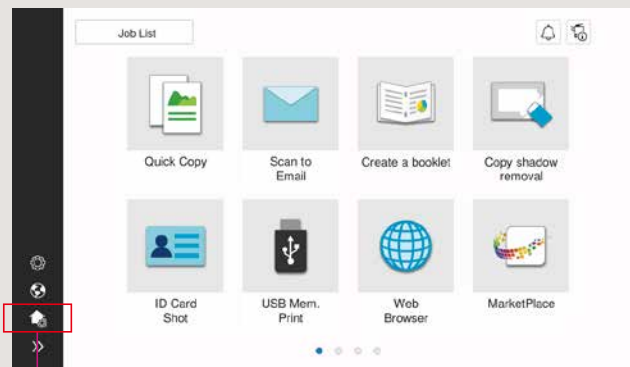 Job List
Quick Copy
Scan to
Email
Create a booklet
Copy shadow
removal
ID Card
Shot
USB Mem.
Print
Web
Browser
MarketPlace